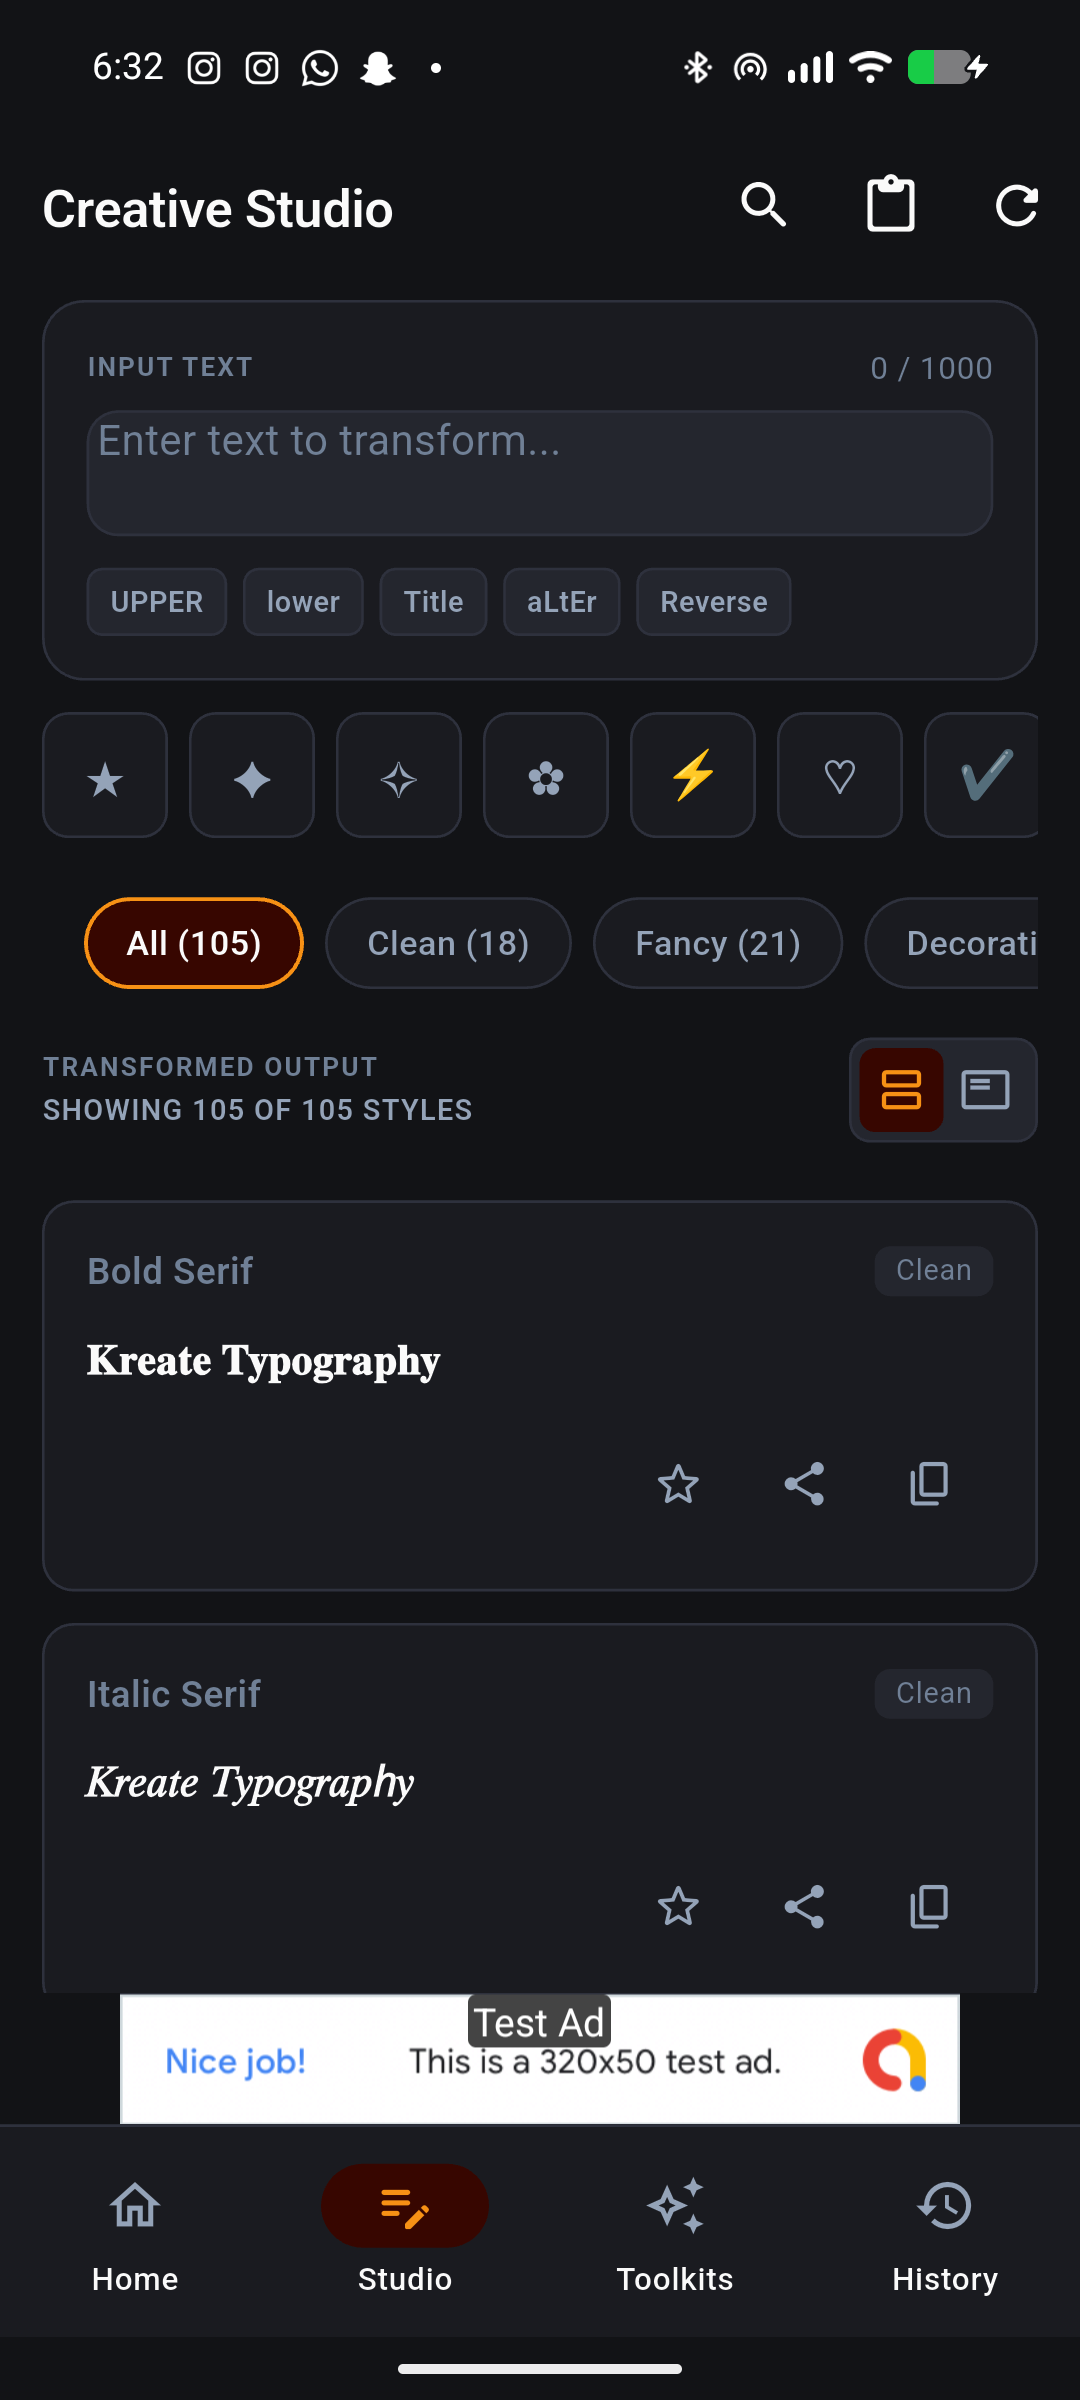 6:32
Creative Studio
INPUT TEXT
0 / 1000
Enter text to transform...
UPPER lower Title aLtEr Reverse
★ ✦ ✧ ✿ ⚡ ♡ ✔
All (105) Clean (18) Fancy (21) Decorati
TRANSFORMED OUTPUT
SHOWING 105 OF 105 STYLES
Bold Serif Clean
𝐊𝐫𝐞𝐚𝐭𝐞 𝐓𝐲𝐩𝐨𝐠𝐫𝐚𝐩𝐡𝐲
Italic Serif Clean
𝐾𝑟𝑒𝑎𝑡𝑒 𝑇𝑦𝑝𝑜𝑔𝑟𝑎𝑝ℎ𝑦
Test Ad
Nice job! This is a 320x50 test ad.
Home Studio Toolkits History